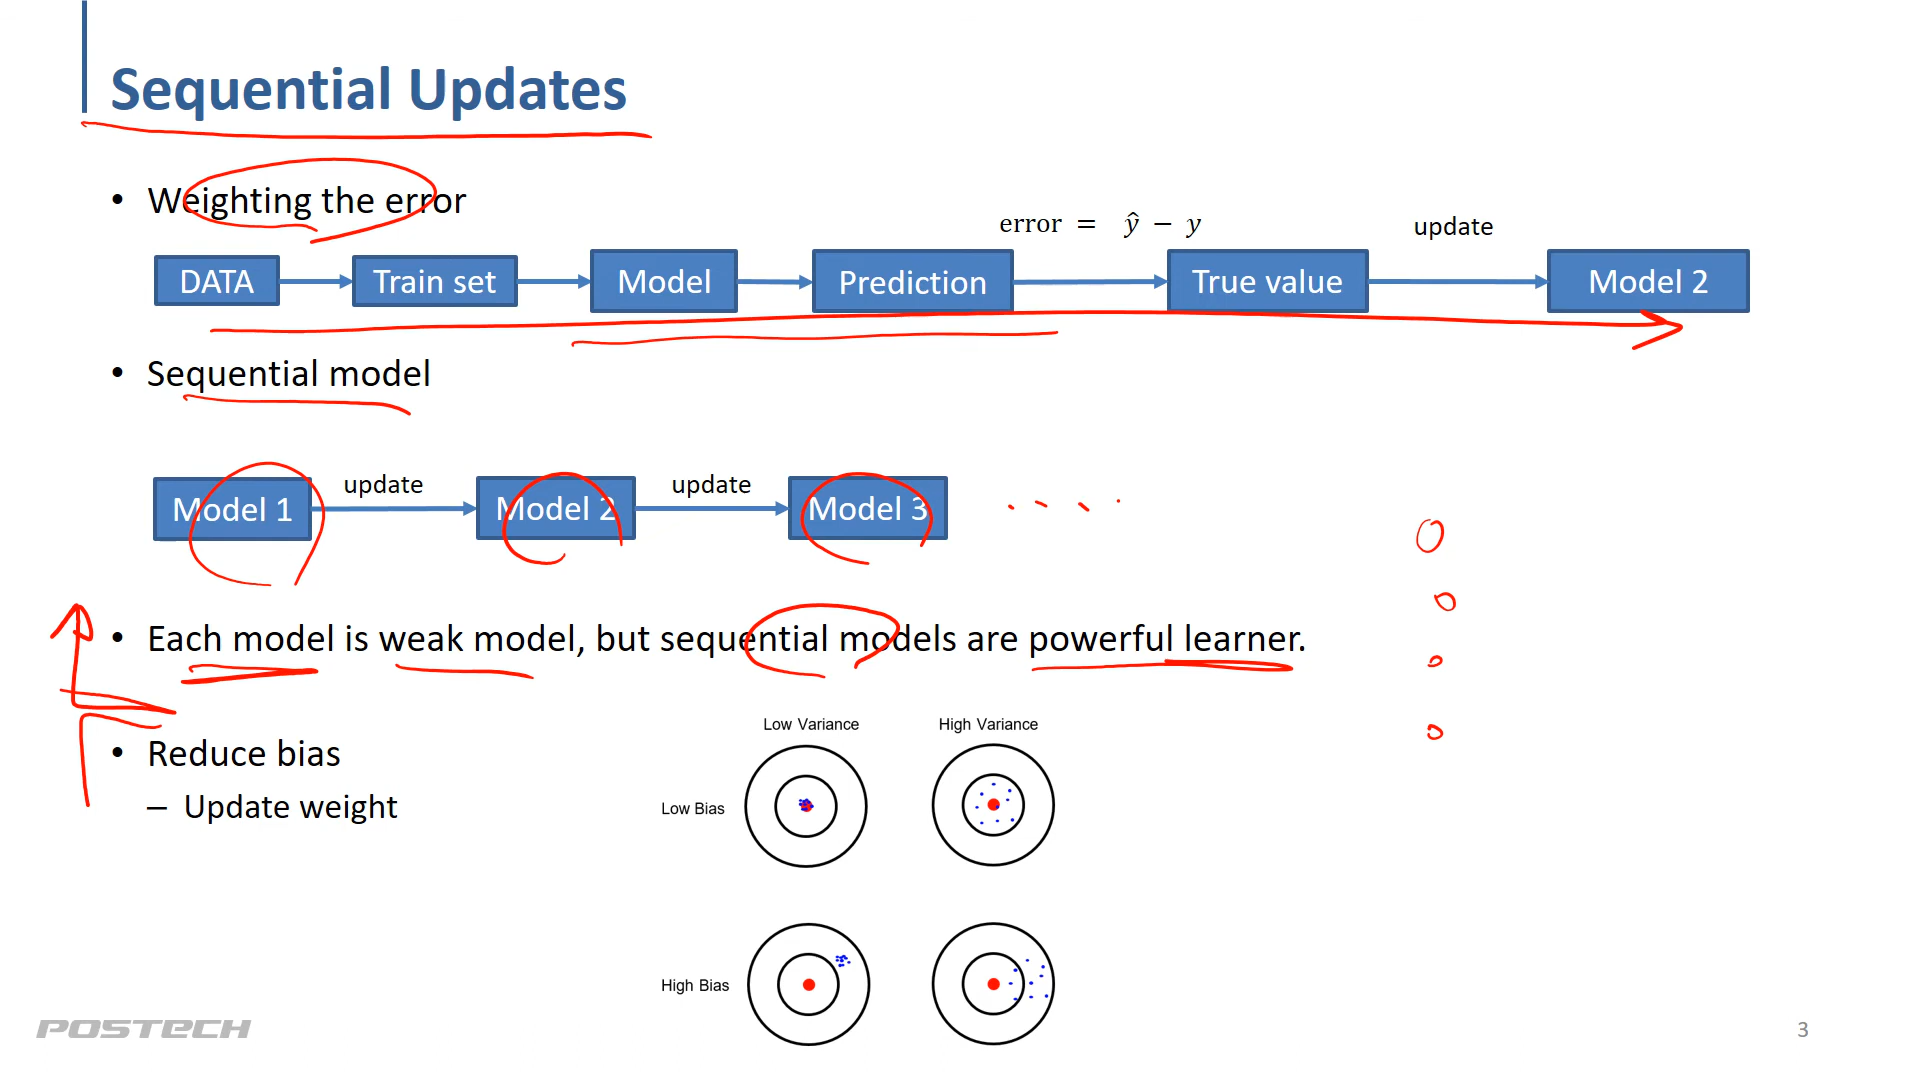 Sequential Updates
• Weighting the error
error = ŷ − y
update
DATA
Train set
Model
Prediction
True value
Model 2
• Sequential model
update
update
Model 1
Model 2
Model 3
• Each model is weak model, but sequential models are powerful learner.
Low Variance
High Variance
• Reduce bias
– Update weight
Low Bias
High Bias
POSTECH
3